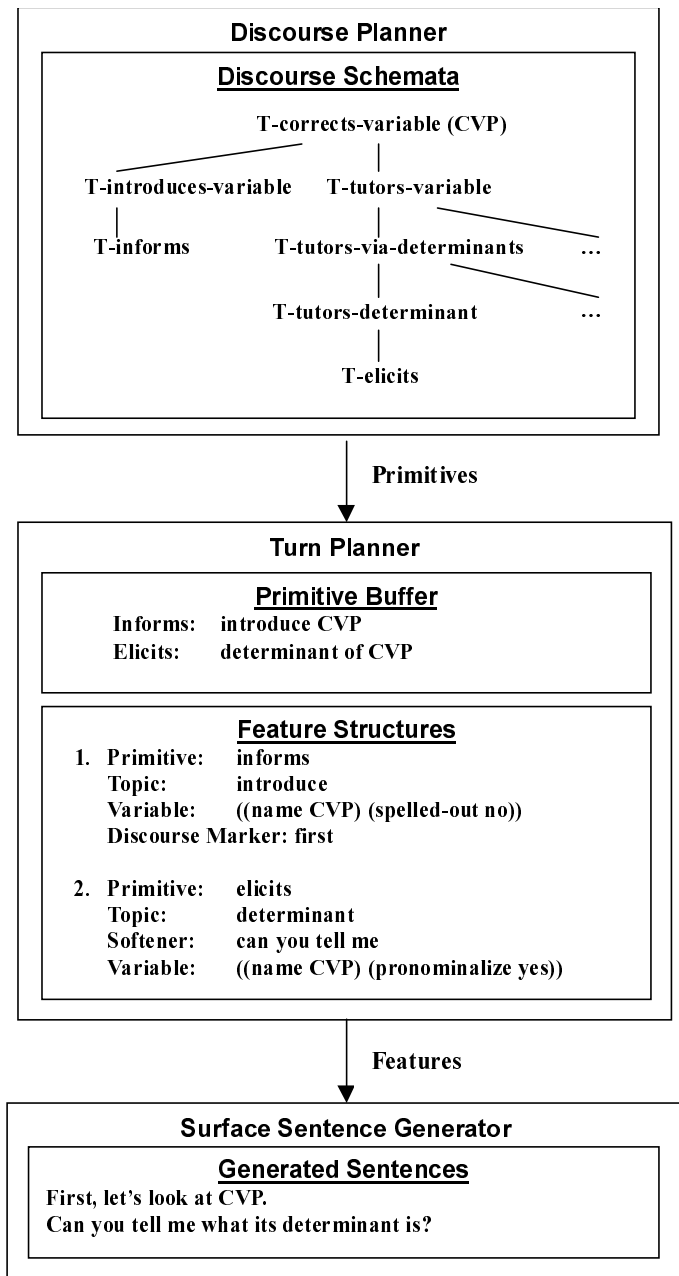 Discourse Planner
Discourse Schemata
T-corrects-variable (CVP)
T-introduces-variable T-tutors-variable
T-informs T-tutors-via-determinants ...
T-tutors-determinant ...
T-elicits
Primitives
Turn Planner
Primitive Buffer
Informs: introduce CVP
Elicits: determinant of CVP
Feature Structures
1. Primitive: informs
Topic: introduce
Variable: ((name CVP) (spelled-out no))
Discourse Marker: first
2. Primitive: elicits
Topic: determinant
Softener: can you tell me
Variable: ((name CVP) (pronominalize yes))
Features
Surface Sentence Generator
Generated Sentences
First, let’s look at CVP.
Can you tell me what its determinant is?